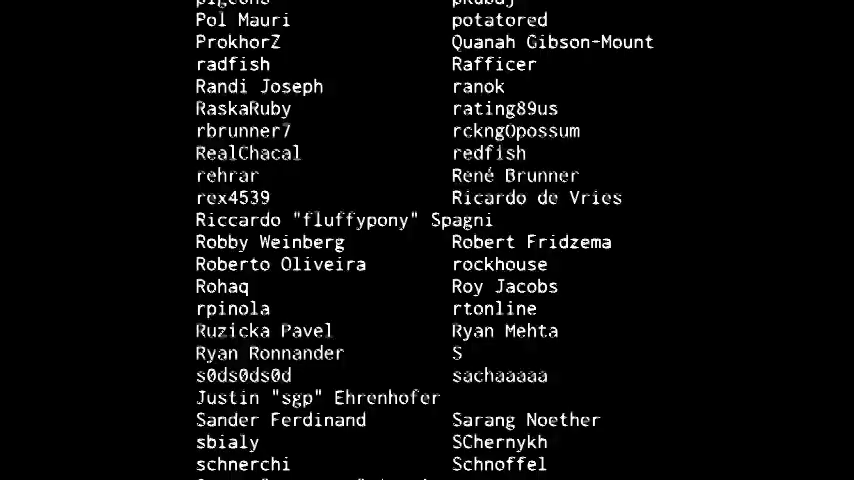 pigeons pkubaj
Pol Mauri potatored
ProkhorZ Quanah Gibson-Mount
radfish Rafficer
Randi Joseph ranok
RaskaRuby rating89us
rbrunner7 rckngOpossum
RealChacal redfish
rehrar René Brunner
rex4539 Ricardo de Vries
Riccardo "fluffypony" Spagni
Robby Weinberg Robert Fridzema
Roberto Oliveira rockhouse
Rohaq Roy Jacobs
rpinola rtonline
Ruzicka Pavel Ryan Mehta
Ryan Ronnander S
s0ds0ds0d sachaaaaa
Justin "sgp" Ehrenhofer
Sander Ferdinand Sarang Noether
sbialy SChernykh
schnerchi Schnoffel